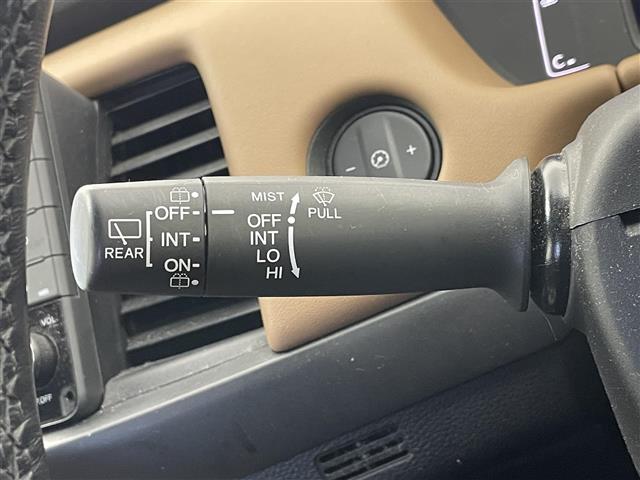 C
MIST
OFF
INT
LO
HI
PULL
OFF
INT
ON
REAR
- +
VOL